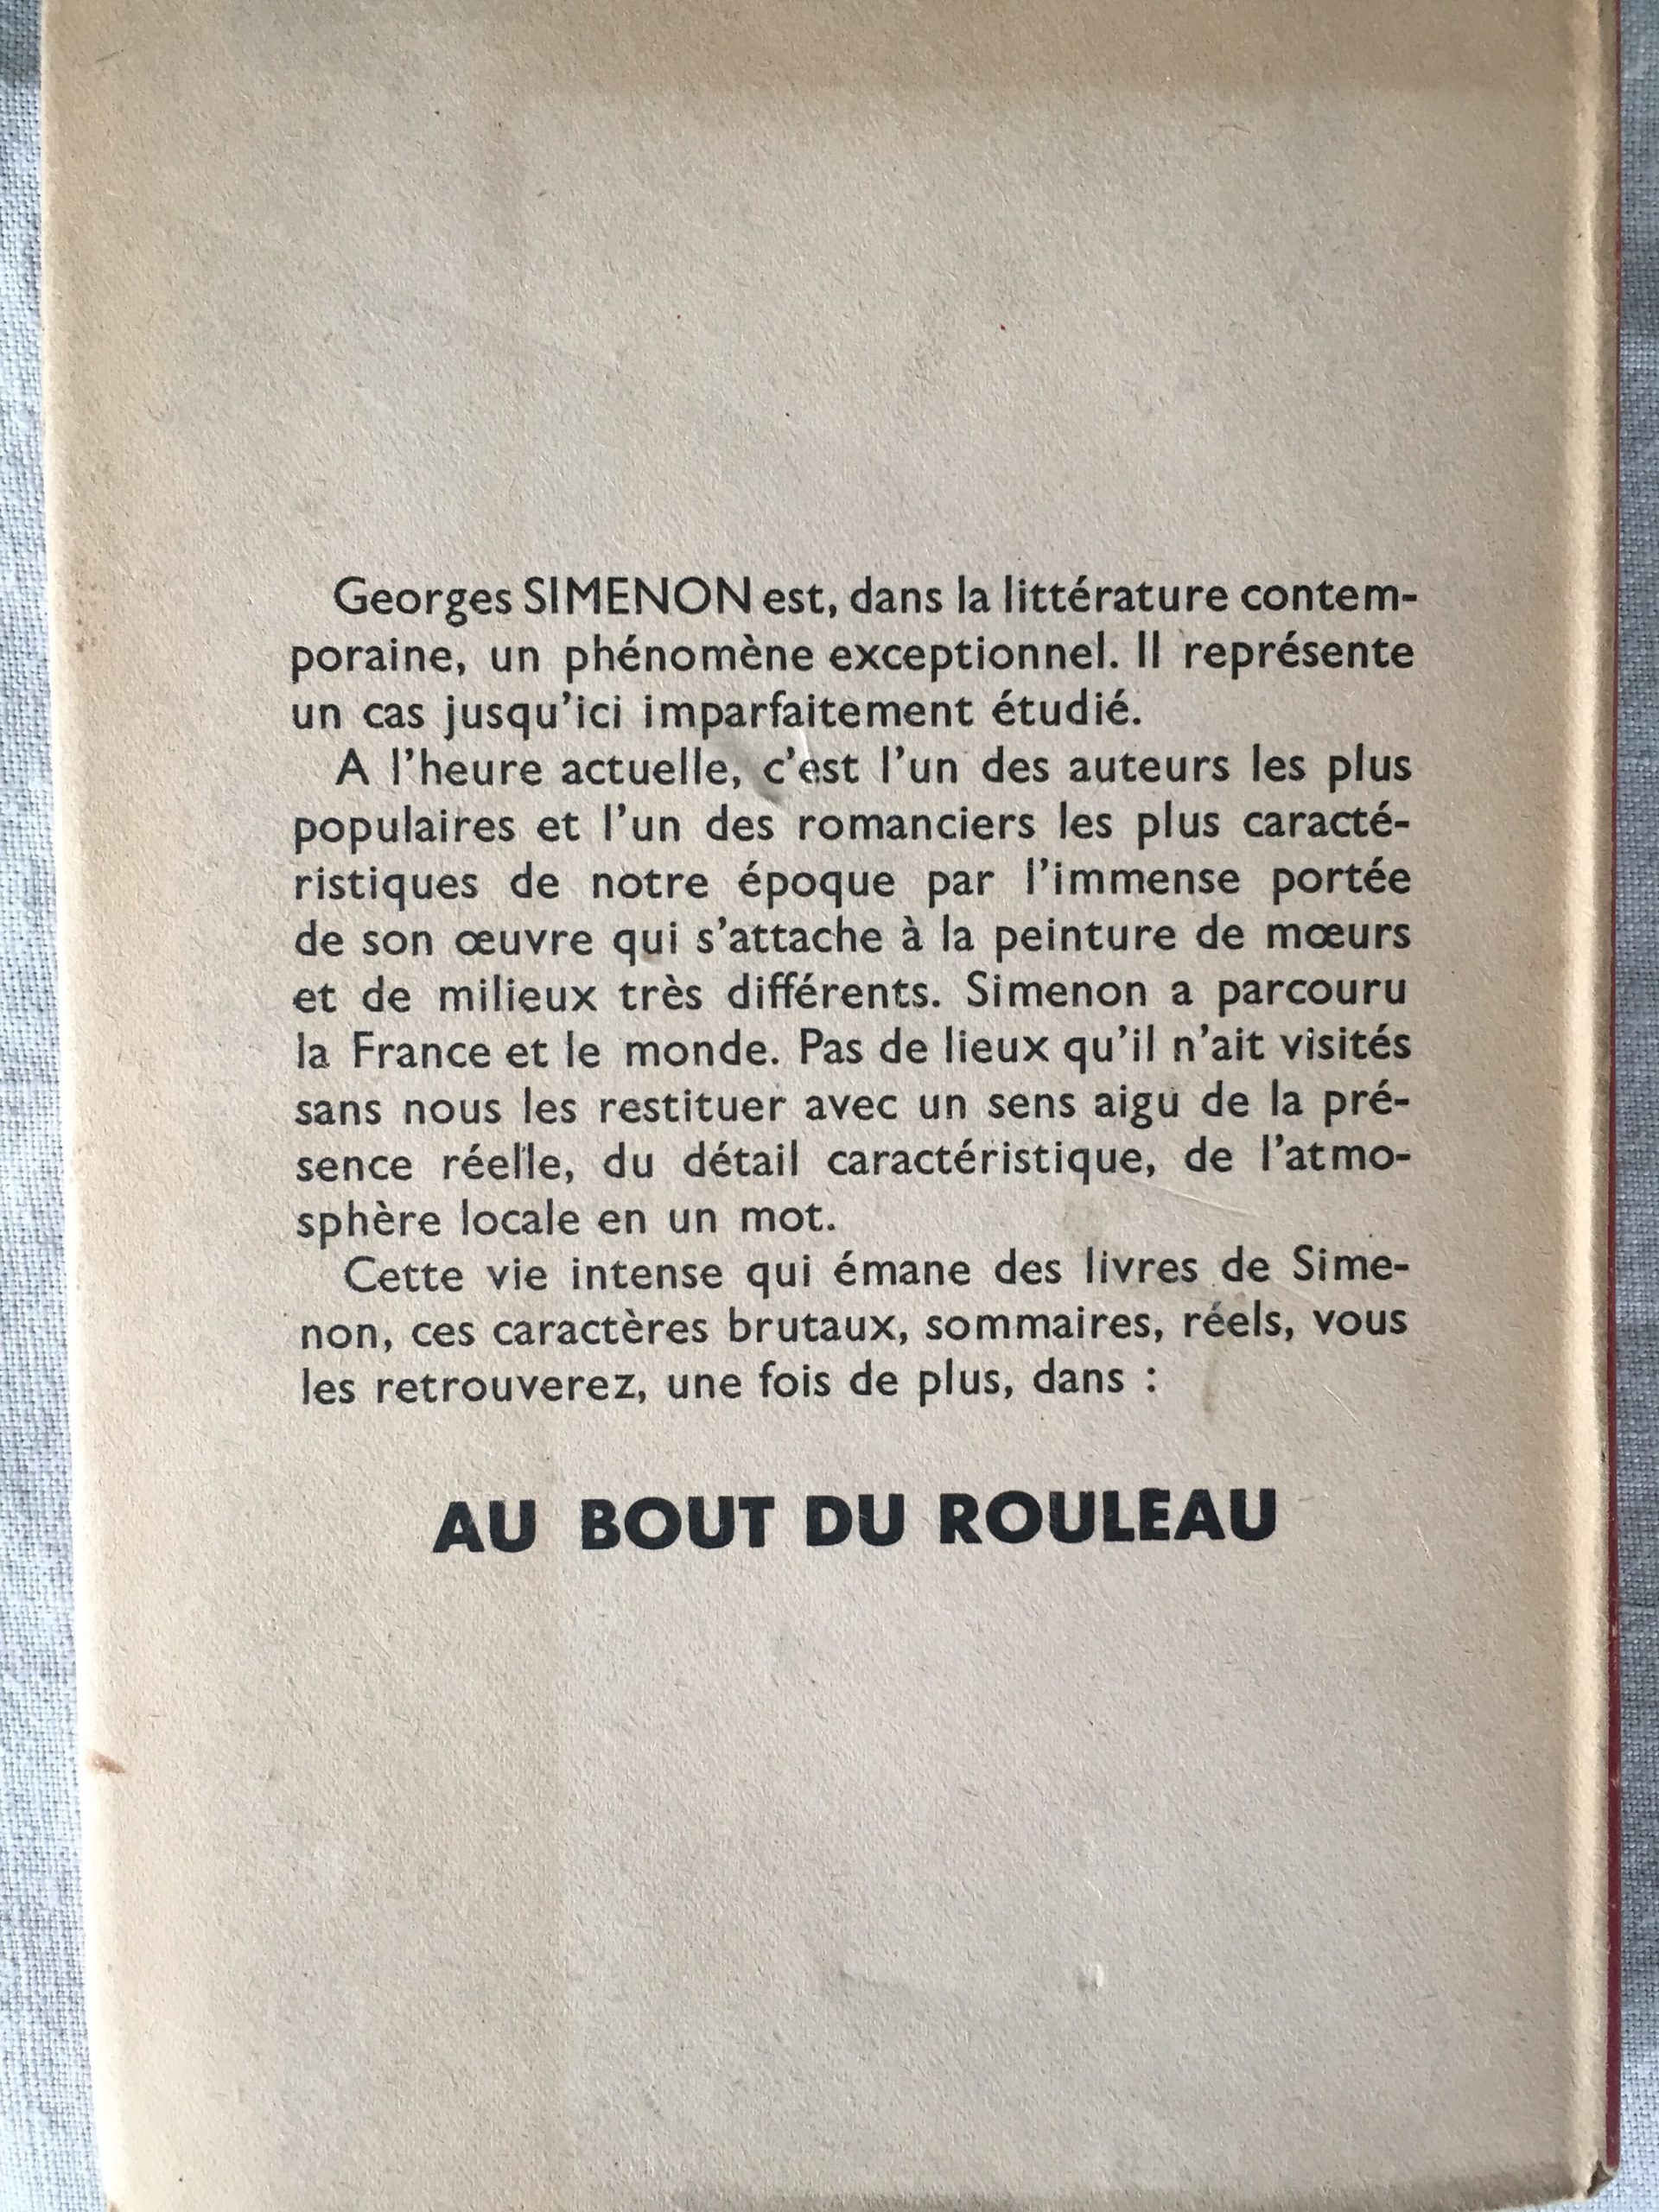 Georges SIMENON est, dans la littérature contem-
poraine, un phénomène exceptionnel. Il représente
un cas jusqu'ici imparfaitement étudié.
A l'heure actuelle, c'est l'un des auteurs les plus
populaires et l'un des romanciers les plus caracté-
ristiques de notre époque par l'immense portée
de son œuvre qui s'attache à la peinture de mœurs
et de milieux très différents. Simenon a parcouru
la France et le monde. Pas de lieux qu'il n'ait visités
sans nous les restituer avec un sens aigu de la pré-
sence réelle, du détail caractéristique, de l'atmo-
sphère locale en un mot.
Cette vie intense qui émane des livres de Sime-
non, ces caractères brutaux, sommaires, réels, vous
les retrouverez, une fois de plus, dans :
AU BOUT DU ROULEAU